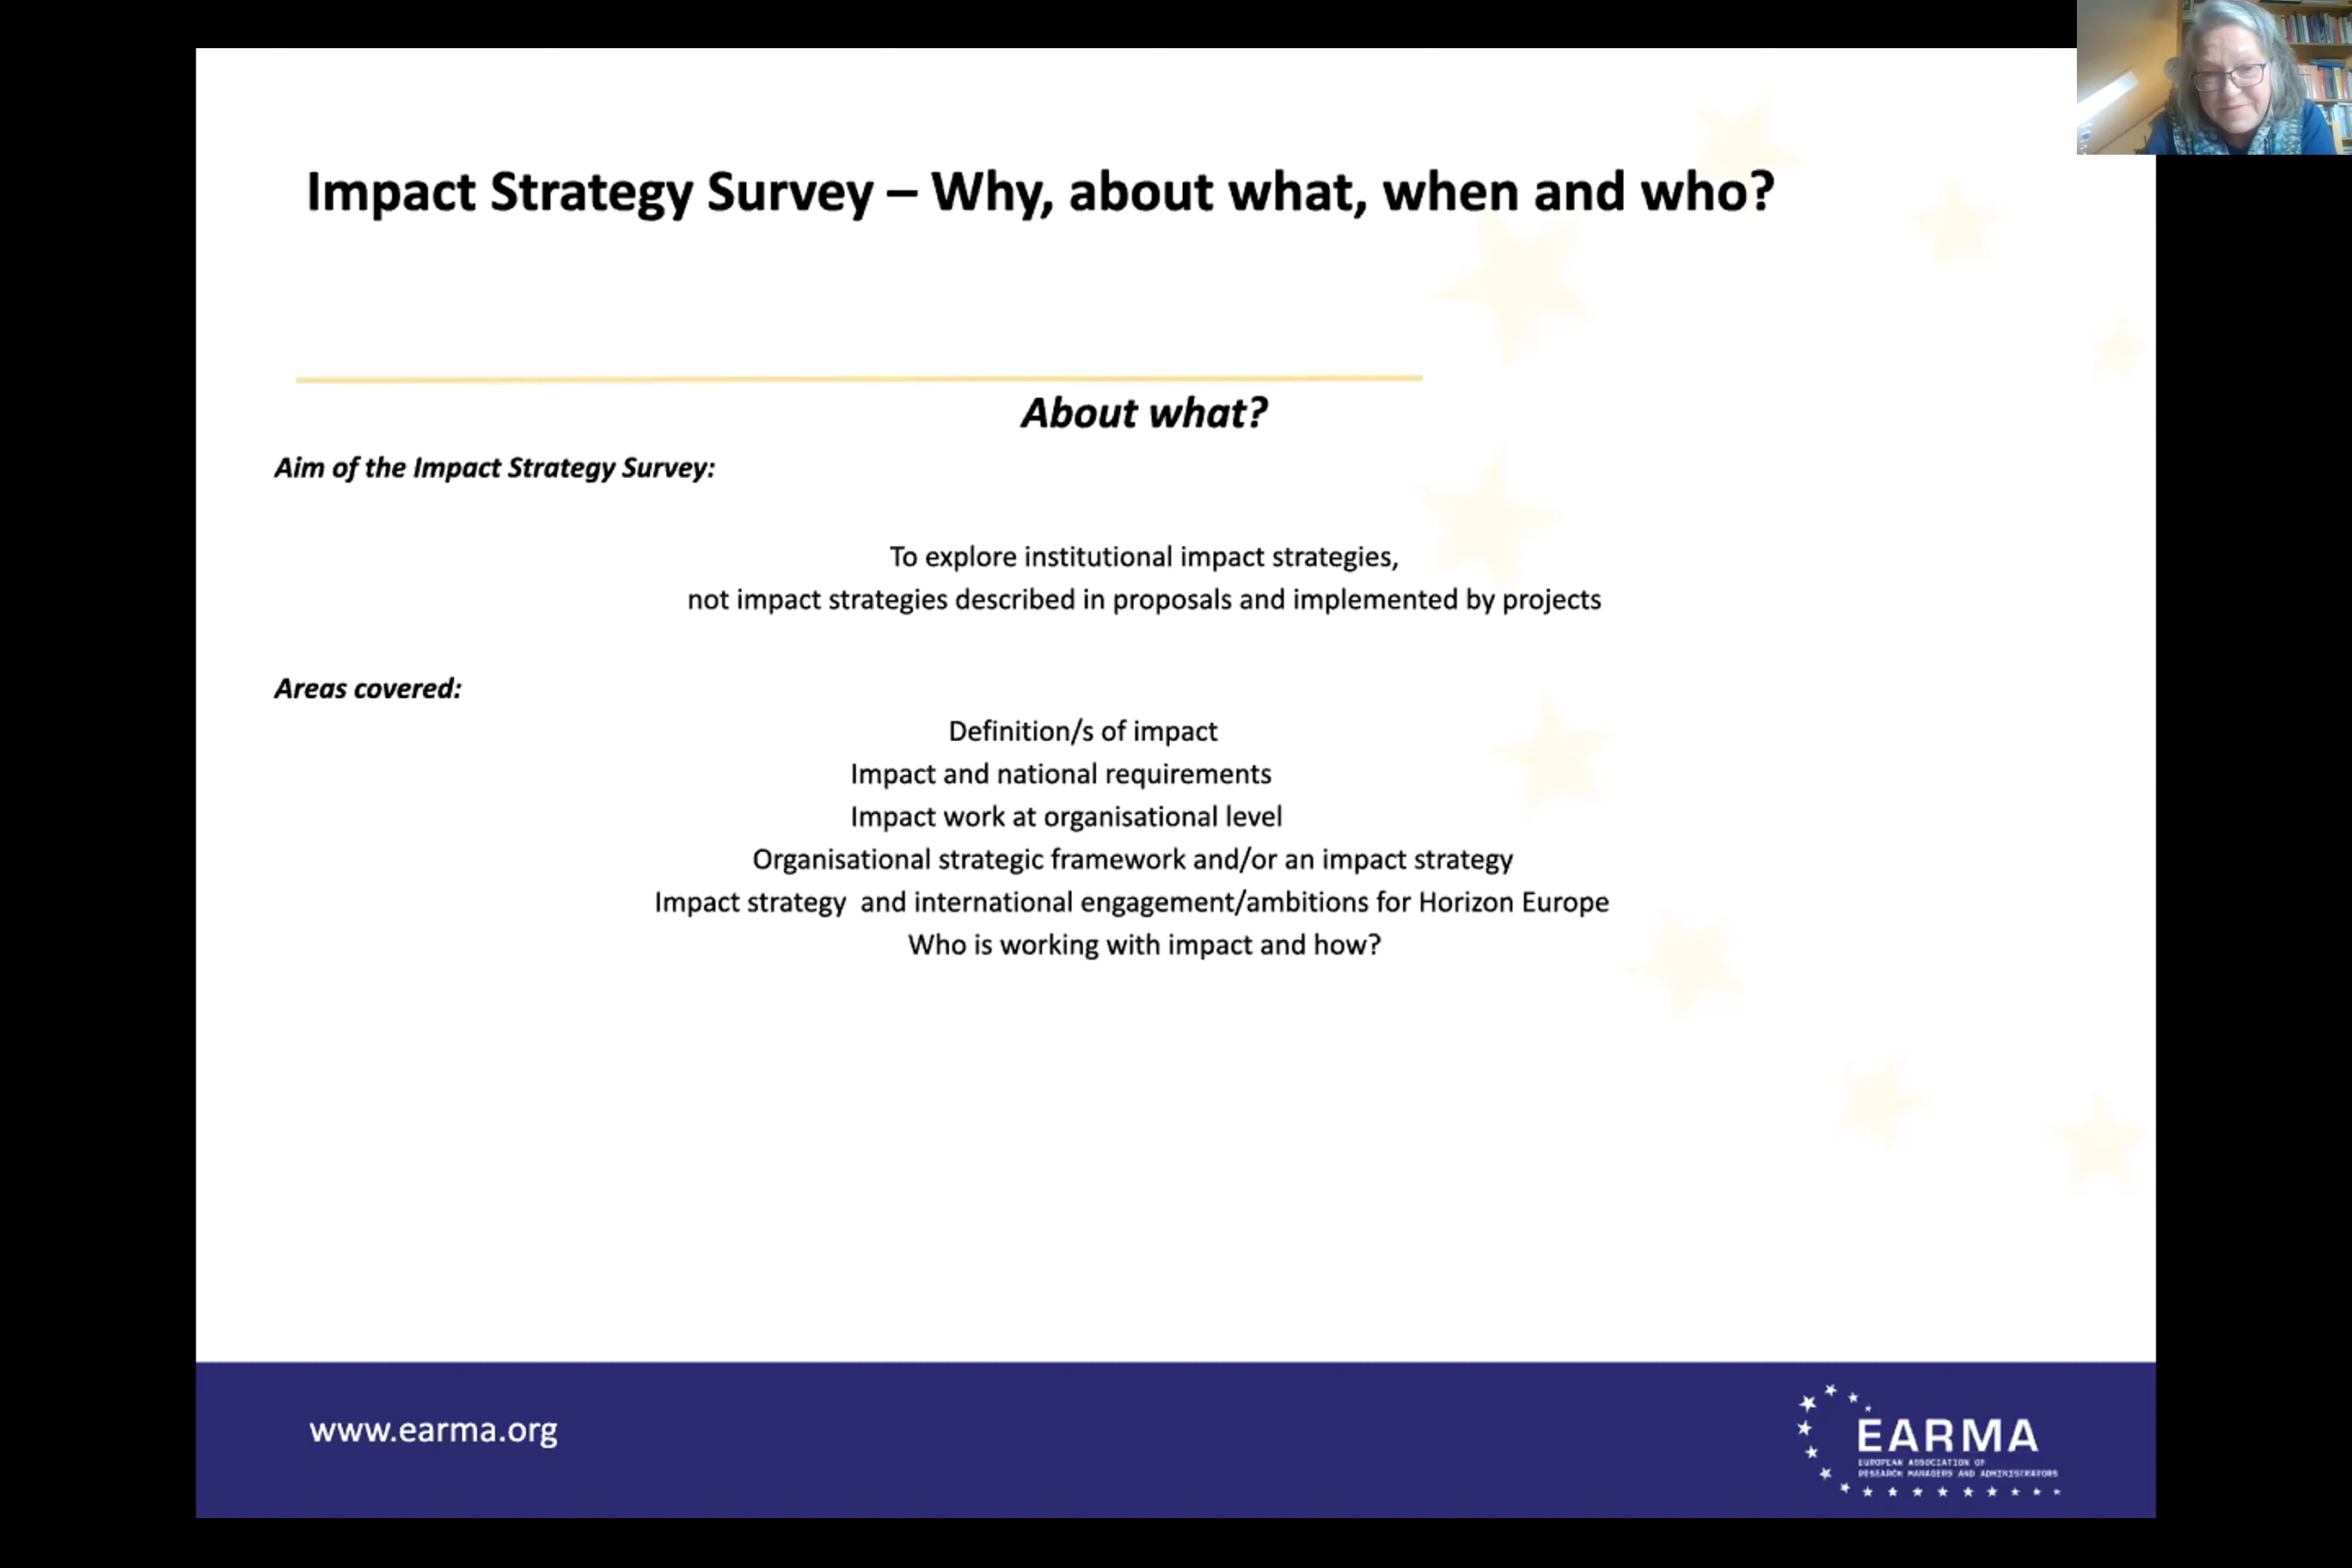 Impact Strategy Survey – Why, about what, when and who?
About what?
Aim of the Impact Strategy Survey:
To explore institutional impact strategies,
not impact strategies described in proposals and implemented by projects
Areas covered:
Definition/s of impact
Impact and national requirements
Impact work at organisational level
Organisational strategic framework and/or an impact strategy
Impact strategy  and international engagement/ambitions for Horizon Europe
Who is working with impact and how?
www.earma.org
EARMA
EUROPEAN ASSOCIATION OF
RESEARCH MANAGERS AND ADMINISTRATORS